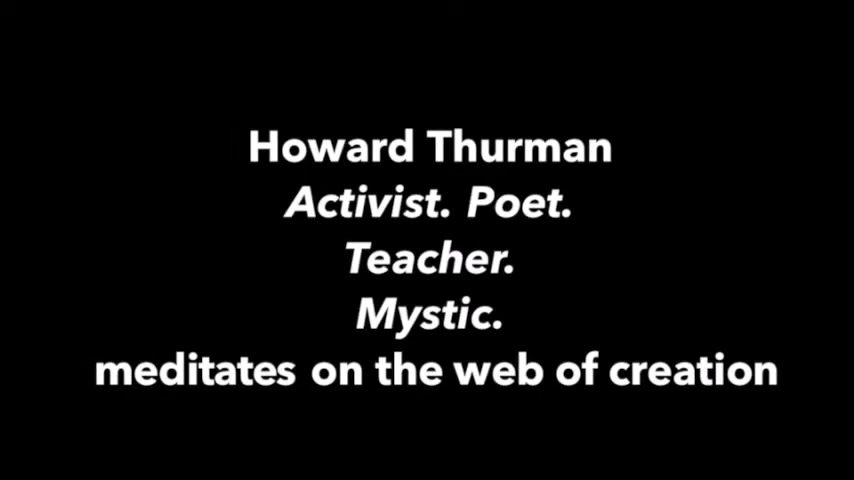 Howard Thurman
Activist. Poet.
Teacher.
Mystic.
meditates on the web of creation